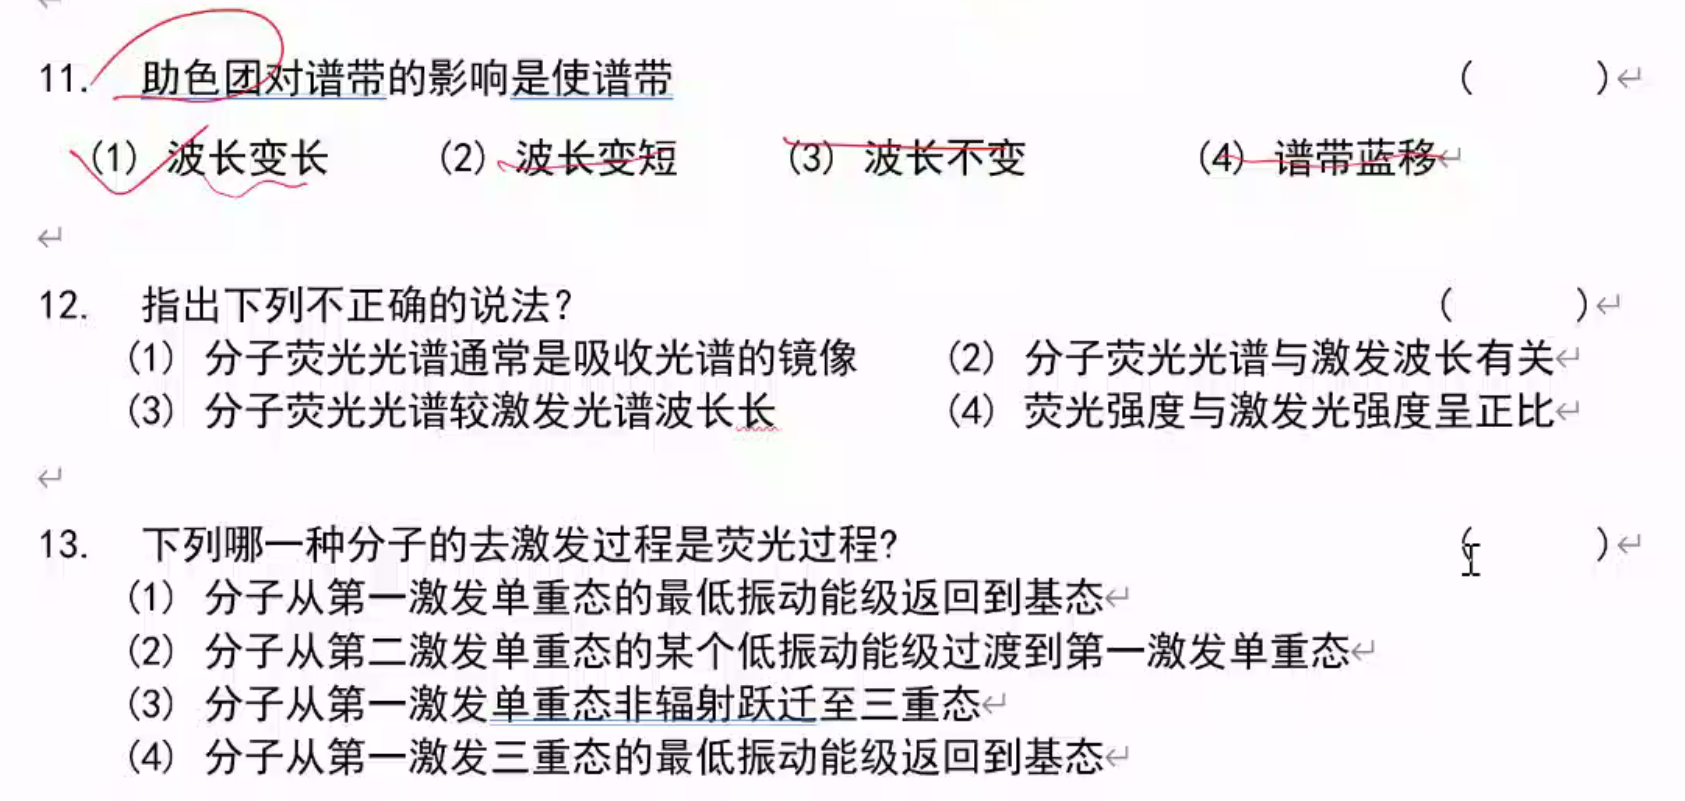 11. 助色团对谱带的影响是使谱带 ( )
(1) 波长变长 (2) 波长变短 (3) 波长不变 (4) 谱带蓝移
12. 指出下列不正确的说法? ( )
(1) 分子荧光光谱通常是吸收光谱的镜像 (2) 分子荧光光谱与激发波长有关
(3) 分子荧光光谱较激发光谱波长长 (4) 荧光强度与激发光强度呈正比
13. 下列哪一种分子的去激发过程是荧光过程? ( )
(1) 分子从第一激发单重态的最低振动能级返回到基态
(2) 分子从第二激发单重态的某个低振动能级过渡到第一激发单重态
(3) 分子从第一激发单重态非辐射跃迁至三重态
(4) 分子从第一激发三重态的最低振动能级返回到基态